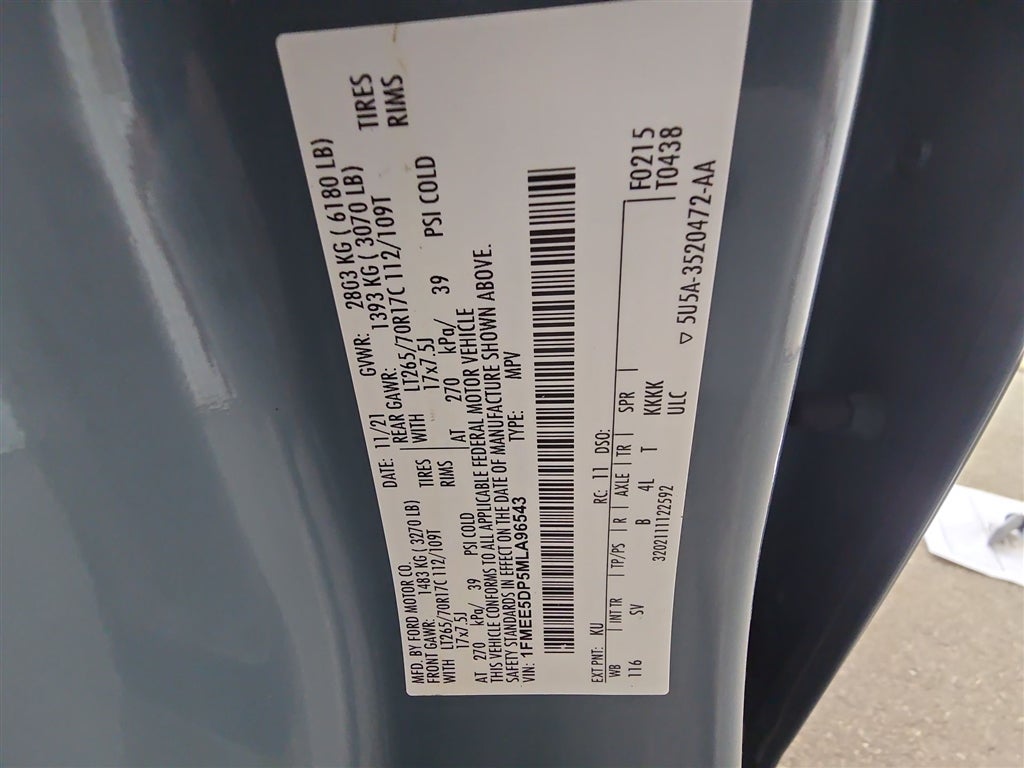 MFD. BY FORD MOTOR CO. DATE: 11/21 GVWR: 2803 KG ( 6180 LB)
FRONT GAWR: 1483 KG ( 3270 LB) REAR GAWR: 1393 KG ( 3070 LB)
WITH LT265/70R17C 112/109T TIRES WITH LT265/70R17C 112/109T TIRES
17x7.5J RIMS 17x7.5J RIMS
AT 270 kPa/ 39 PSI COLD AT 270 kPa/ 39 PSI COLD
THIS VEHICLE CONFORMS TO ALL APPLICABLE FEDERAL MOTOR VEHICLE
SAFETY STANDARDS IN EFFECT ON THE DATE OF MANUFACTURE SHOWN ABOVE.
VIN: 1FMEE5DP5MLA96543 TYPE: MPV
EXT PNT: KU RC: 11 DSO: F0215
WB INT TR TP/PS R AXLE TR SPR T0438
116 5V B 4L T KKKK
3202111122592 ULC
▽ 5U5A-3520472-AA